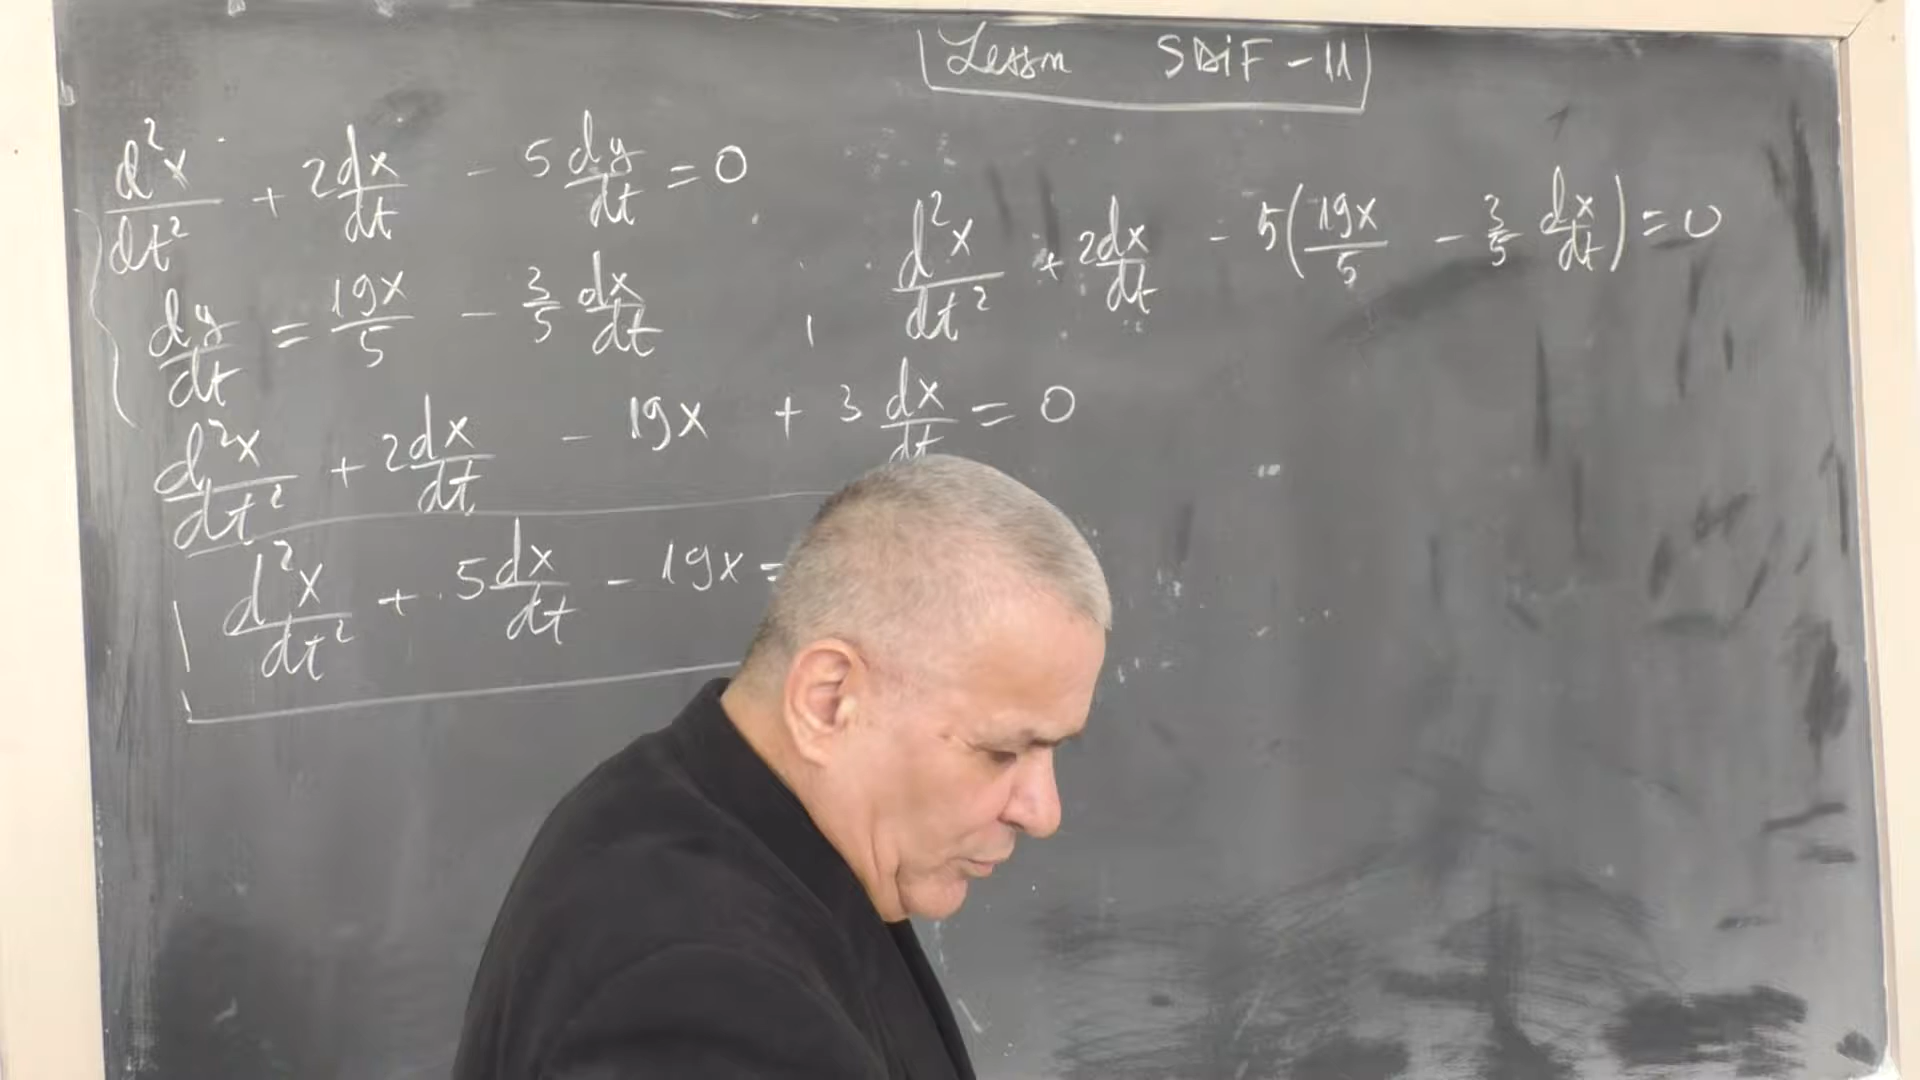 Lesson SDIF-11
d²x/dt² + 2dx/dt - 5dy/dt = 0
dy/dt = 19x/5 - 3/5 dx/dt ; d²x/dt² + 2dx/dt - 5(19x/5 - 3/5 dx/dt) = 0
d²x/dt² + 2dx/dt - 19x + 3dx/dt = 0
d²x/dt² + 5dx/dt - 19x =